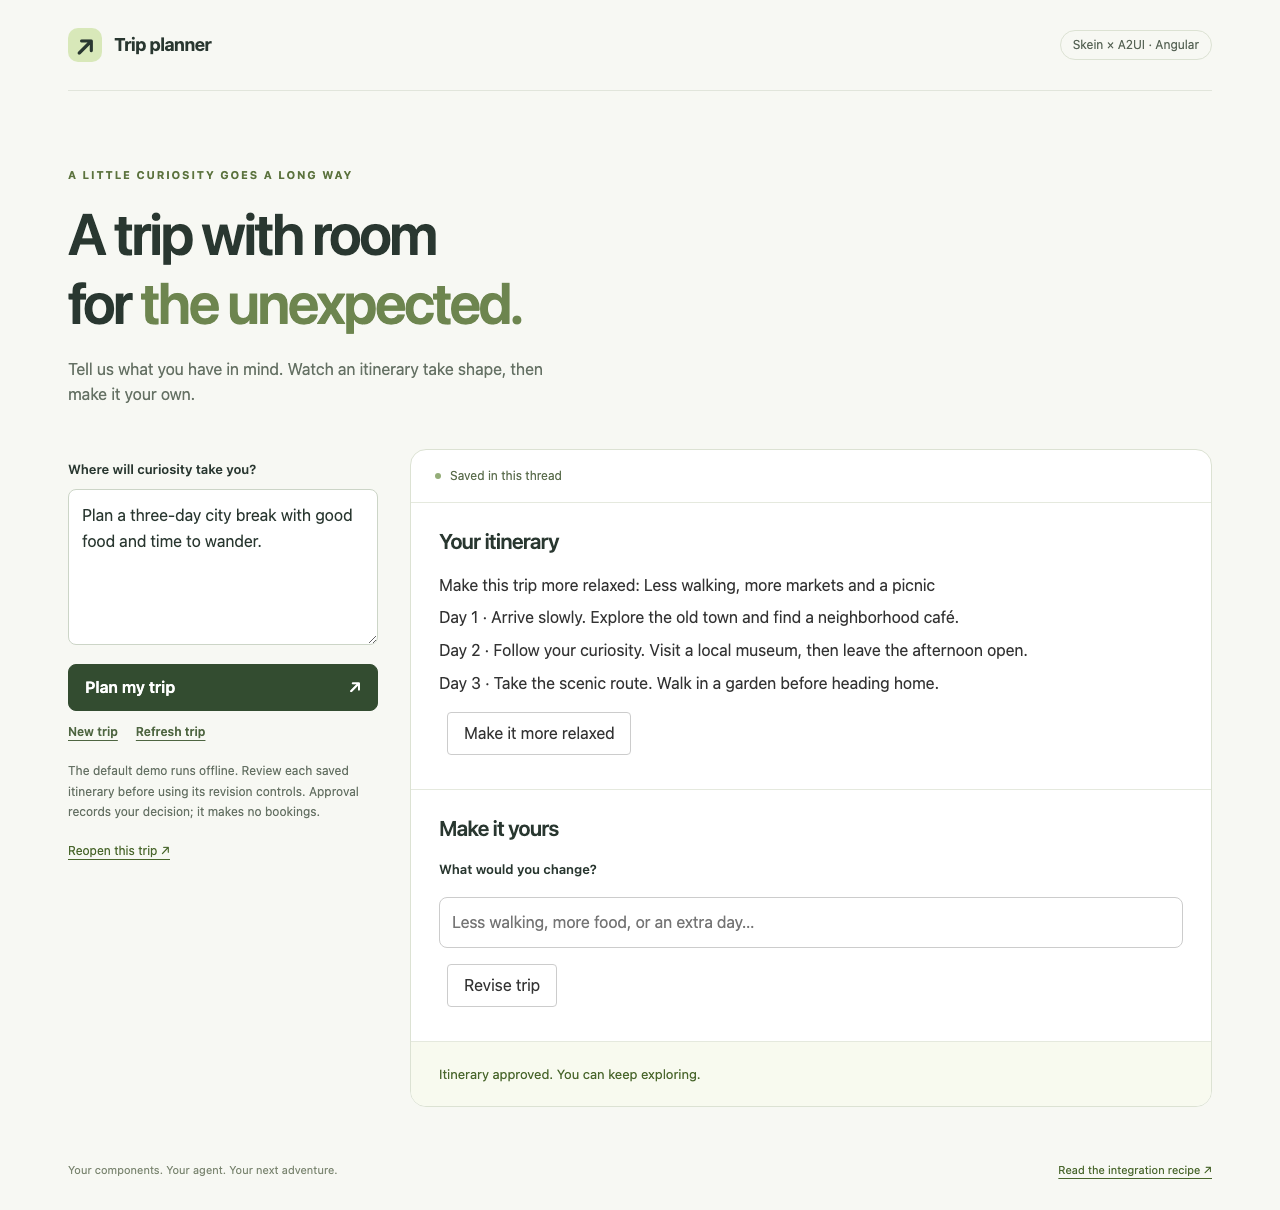 Trip planner
Skein × A2UI · Angular
A LITTLE CURIOSITY GOES A LONG WAY
A trip with room
for the unexpected.
Tell us what you have in mind. Watch an itinerary take shape, then
make it your own.
Where will curiosity take you?
Plan a three-day city break with good
food and time to wander.
Plan my trip ↗
New trip Refresh trip
The default demo runs offline. Review each saved
itinerary before using its revision controls. Approval
records your decision; it makes no bookings.
Reopen this trip ↗
Saved in this thread
Your itinerary
Make this trip more relaxed: Less walking, more markets and a picnic
Day 1 · Arrive slowly. Explore the old town and find a neighborhood café.
Day 2 · Follow your curiosity. Visit a local museum, then leave the afternoon open.
Day 3 · Take the scenic route. Walk in a garden before heading home.
Make it more relaxed
Make it yours
What would you change?
Less walking, more food, or an extra day...
Revise trip
Itinerary approved. You can keep exploring.
Your components. Your agent. Your next adventure.
Read the integration recipe ↗